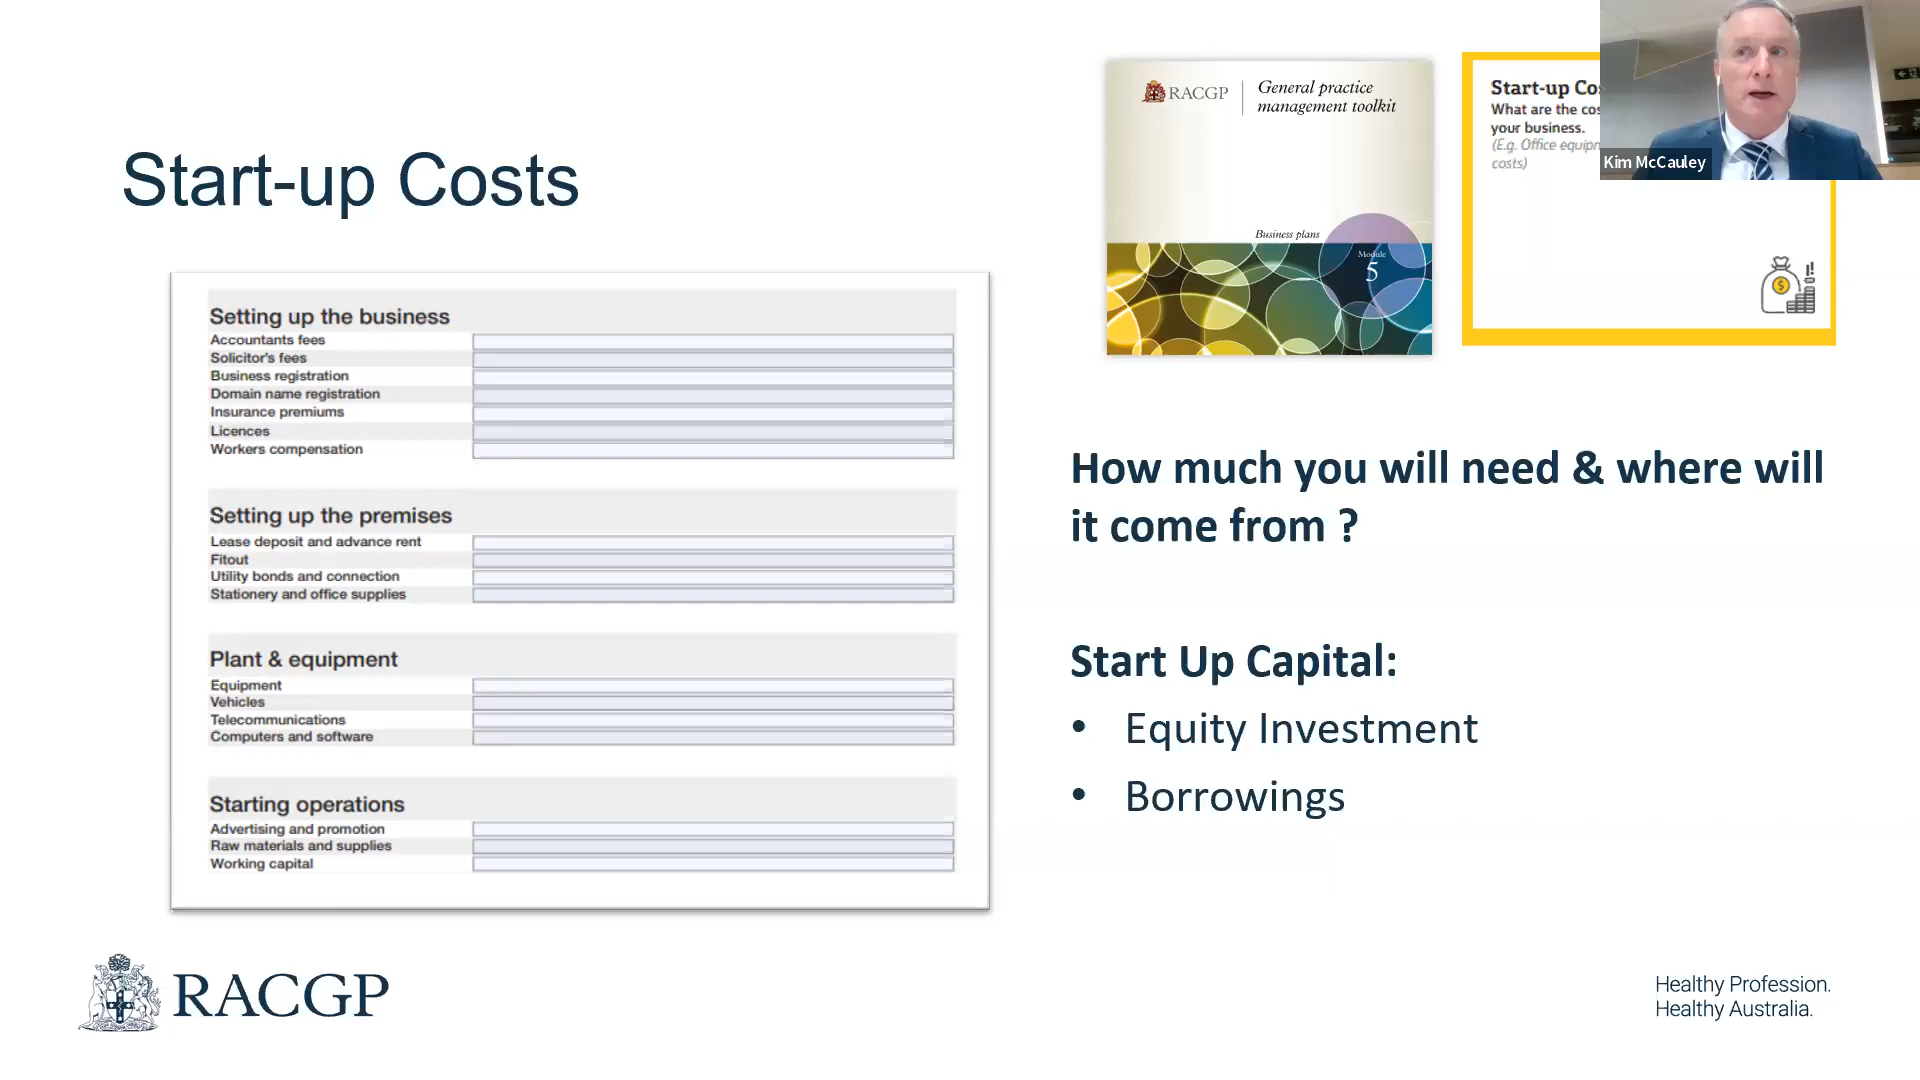 Start-up Costs
RACGP
General practice
management toolkit
Business plans
Module
5
Start-up Co
What are the cos
your business.
(E.g. Office equipn
costs)
Kim McCauley
Setting up the business
Accountants fees
Solicitor's fees
Business registration
Domain name registration
Insurance premiums
Licences
Workers compensation
Setting up the premises
Lease deposit and advance rent
Fitout
Utility bonds and connection
Stationery and office supplies
Plant & equipment
Equipment
Vehicles
Telecommunications
Computers and software
Starting operations
Advertising and promotion
Raw materials and supplies
Working capital
How much you will need & where will
it come from ?
Start Up Capital:
• Equity Investment
• Borrowings
RACGP
Healthy Profession.
Healthy Australia.